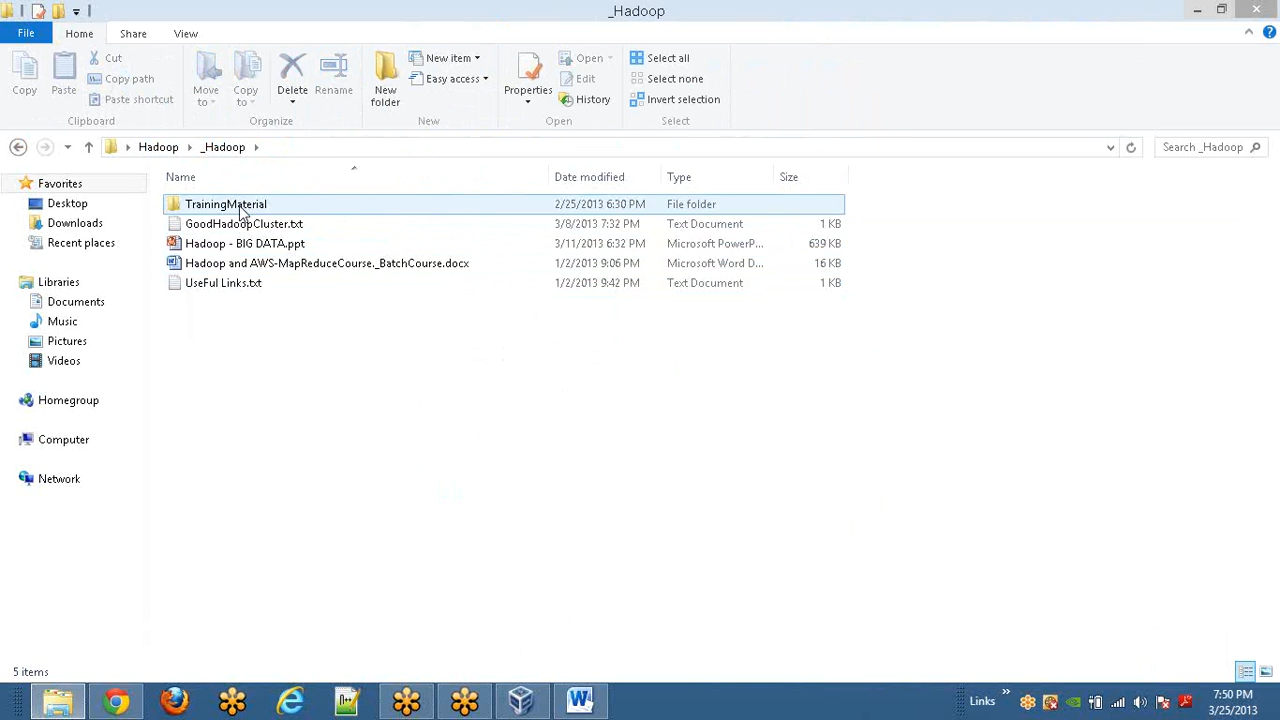 _Hadoop
File Home Share View
Copy
Paste
Cut
Copy path
Paste shortcut
Clipboard
Move to
Copy to
Delete
Rename
Organize
New folder
New item
Easy access
New
Properties
Open
Edit
History
Open
Select all
Select none
Invert selection
Select
Hadoop _Hadoop
Search _Hadoop
Name Date modified Type Size
TrainingMaterial 2/25/2013 6:30 PM File folder
GoodHadoopCluster.txt 3/8/2013 7:32 PM Text Document 1 KB
Hadoop - BIG DATA.ppt 3/11/2013 6:32 PM Microsoft PowerP... 639 KB
Hadoop and AWS-MapReduceCourse._BatchCourse.docx 1/2/2013 9:06 PM Microsoft Word D... 16 KB
UseFul Links.txt 1/2/2013 9:42 PM Text Document 1 KB
Favorites
Desktop
Downloads
Recent places
Libraries
Documents
Music
Pictures
Videos
Homegroup
Computer
Network
5 items
Links
7:50 PM
3/25/2013